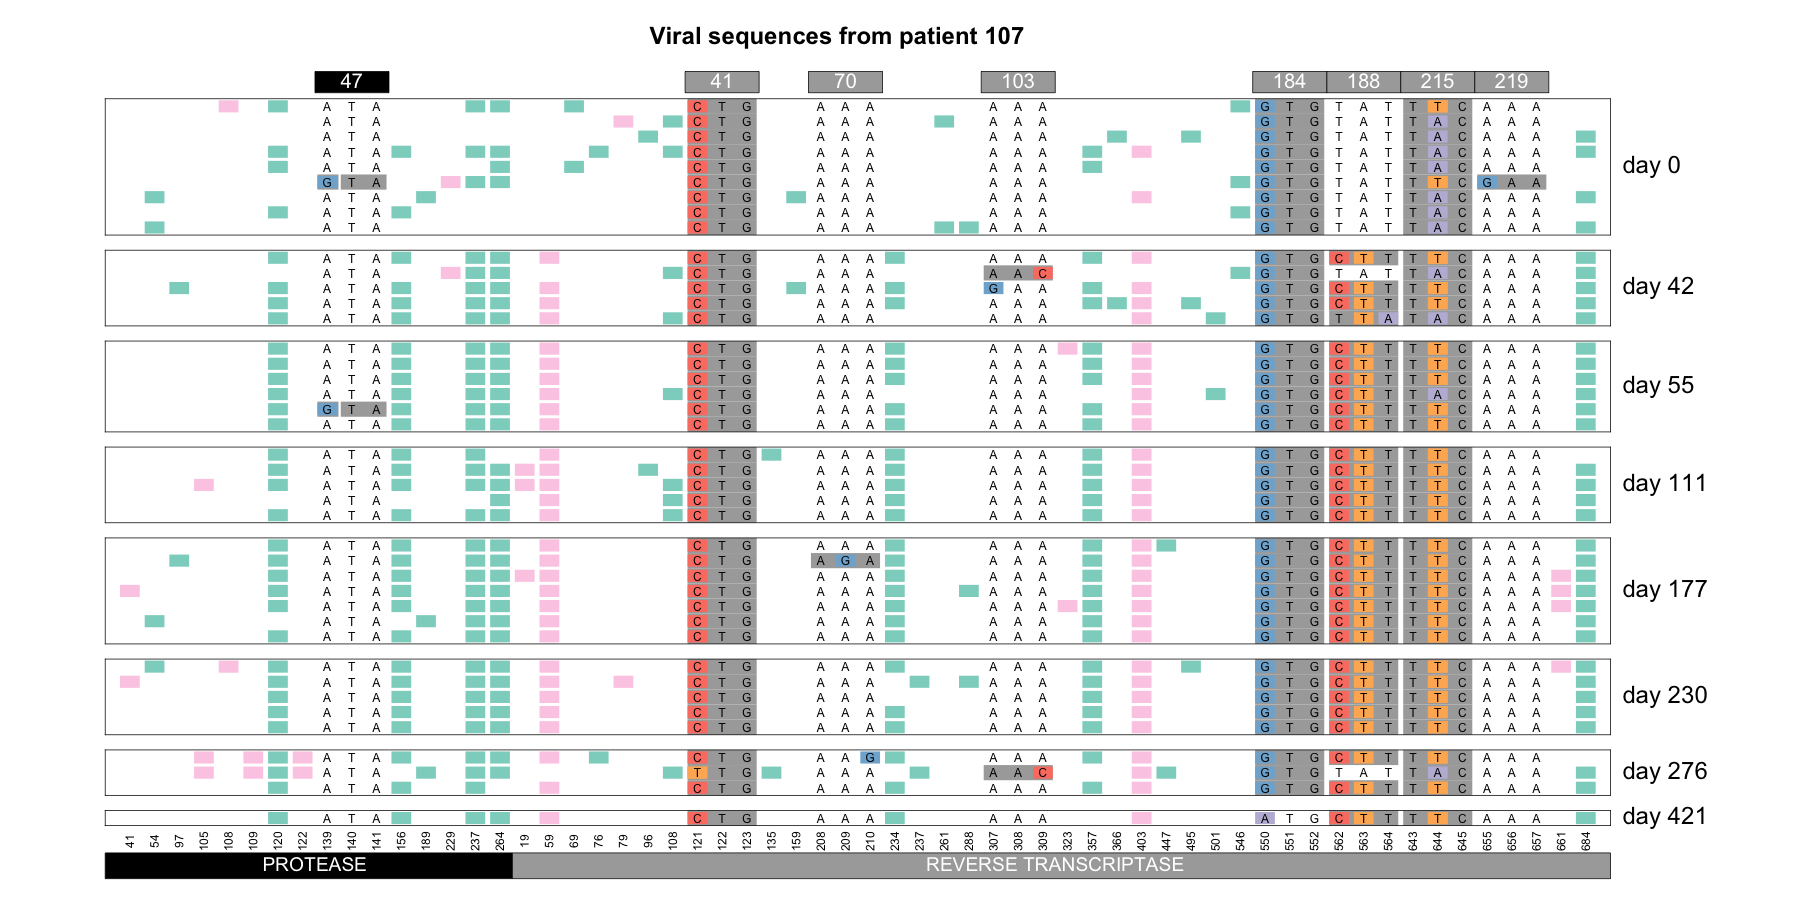 Viral sequences from patient 107
47 41 70 103 184 188 215 219
A T A C T G A A A A A A G T G T A T T T C A A A
A T A C T G A A A A A A G T G T A T T A C A A A
A T A C T G A A A A A A G T G T A T T A C A A A
A T A C T G A A A A A A G T G T A T T A C A A A
A T A C T G A A A A A A G T G T A T T A C A A A day 0
G T A C T G A A A A A A G T G T A T T T C G A A
A T A C T G A A A A A A G T G T A T T A C A A A
A T A C T G A A A A A A G T G T A T T A C A A A
A T A C T G A A A A A A G T G T A T T A C A A A
A T A C T G A A A A A A G T G C T T T T C A A A
A T A C T G A A A A A C G T G T A T T A C A A A
A T A C T G A A A G A A G T G C T T T T C A A A day 42
A T A C T G A A A A A A G T G C T T T T C A A A
A T A C T G A A A A A A G T G T T A T A C A A A
A T A C T G A A A A A A G T G C T T T T C A A A
A T A C T G A A A A A A G T G C T T T T C A A A
A T A C T G A A A A A A G T G C T T T T C A A A day 55
A T A C T G A A A A A A G T G C T T T A C A A A
G T A C T G A A A A A A G T G C T T T T C A A A
A T A C T G A A A A A A G T G C T T T T C A A A
A T A C T G A A A A A A G T G C T T T T C A A A
A T A C T G A A A A A A G T G C T T T T C A A A
A T A C T G A A A A A A G T G C T T T T C A A A day 111
A T A C T G A A A A A A G T G C T T T T C A A A
A T A C T G A A A A A A G T G C T T T T C A A A
A T A C T G A A A A A A G T G C T T T T C A A A
A T A C T G A G A A A A G T G C T T T T C A A A
A T A C T G A A A A A A G T G C T T T T C A A A
A T A C T G A A A A A A G T G C T T T T C A A A day 177
A T A C T G A A A A A A G T G C T T T T C A A A
A T A C T G A A A A A A G T G C T T T T C A A A
A T A C T G A A A A A A G T G C T T T T C A A A
A T A C T G A A A A A A G T G C T T T T C A A A
A T A C T G A A A A A A G T G C T T T T C A A A
A T A C T G A A A A A A G T G C T T T T C A A A day 230
A T A C T G A A A A A A G T G C T T T T C A A A
A T A C T G A A A A A A G T G C T T T T C A A A
A T A C T G A A G A A A G T G C T T T T C A A A
A T A T T G A A A A A C G T G T A T T A C A A A day 276
A T A C T G A A A A A A G T G C T T T T C A A A
A T A C T G A A A A A A A T G C T T T T C A A A day 421
41 54 97 105 108 109 120 122 139 140 141 156 189 229 237 264 19 59 69 76 79 96 108 121 122 123 135 159 208 209 210 234 237 261 288 307 308 309 323 357 366 403 447 495 501 546 550 551 552 562 563 564 643 644 645 655 656 657 661 684
PROTEASE REVERSE TRANSCRIPTASE